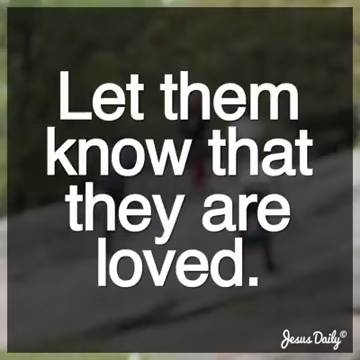 Let them
know that
they are
loved.
Jesus Daily©